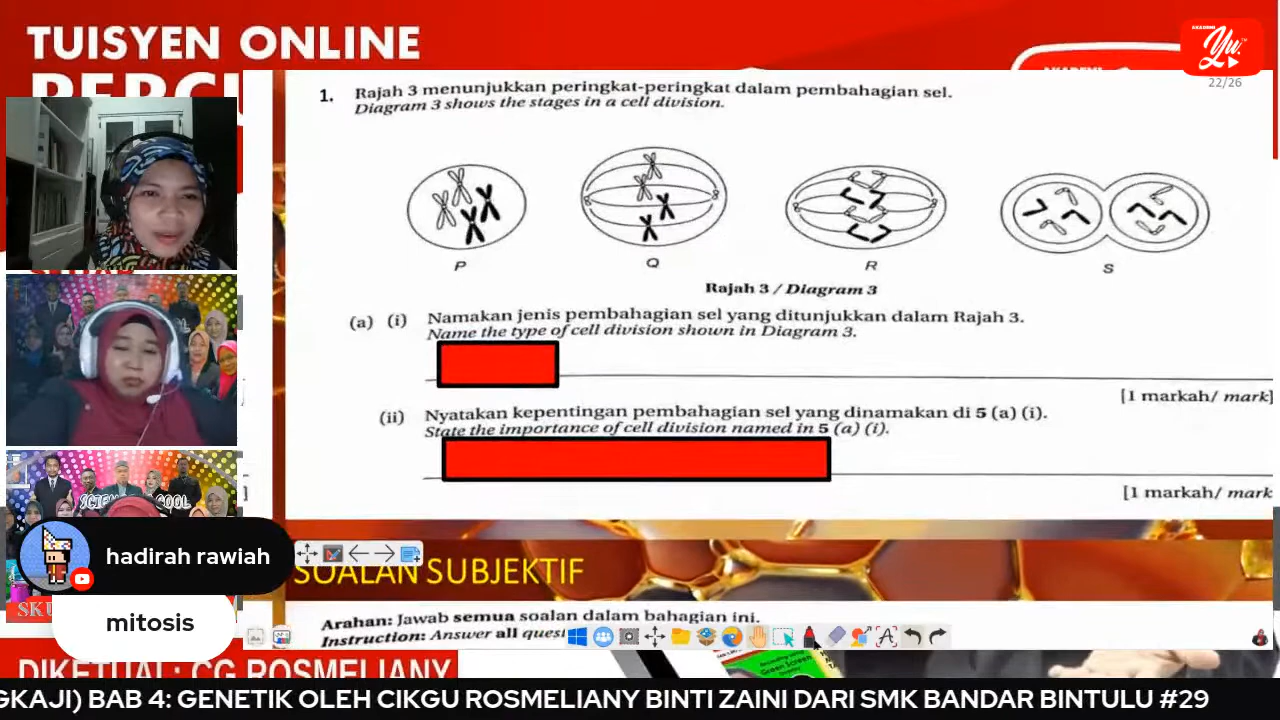 TUISYEN ONLINE
22/26
1. Rajah 3 menunjukkan peringkat-peringkat dalam pembahagian sel.
Diagram 3 shows the stages in a cell division.
P
Q
R
S
Rajah 3 / Diagram 3
(a) (i) Namakan jenis pembahagian sel yang ditunjukkan dalam Rajah 3.
Name the type of cell division shown in Diagram 3.
[1 markah/ mark]
(ii) Nyatakan kepentingan pembahagian sel yang dinamakan di 5 (a) (i).
State the importance of cell division named in 5 (a) (i).
[1 markah/ mark
hadirah rawiah
mitosis
SOALAN SUBJEKTIF
Arahan: Jawab semua soalan dalam bahagian ini.
Instruction: Answer all
DIKETUAI: CG ROSMELIANY
Green Screen
GKAJI) BAB 4: GENETIK OLEH CIKGU ROSMELIANY BINTI ZAINI DARI SMK BANDAR BINTULU #29